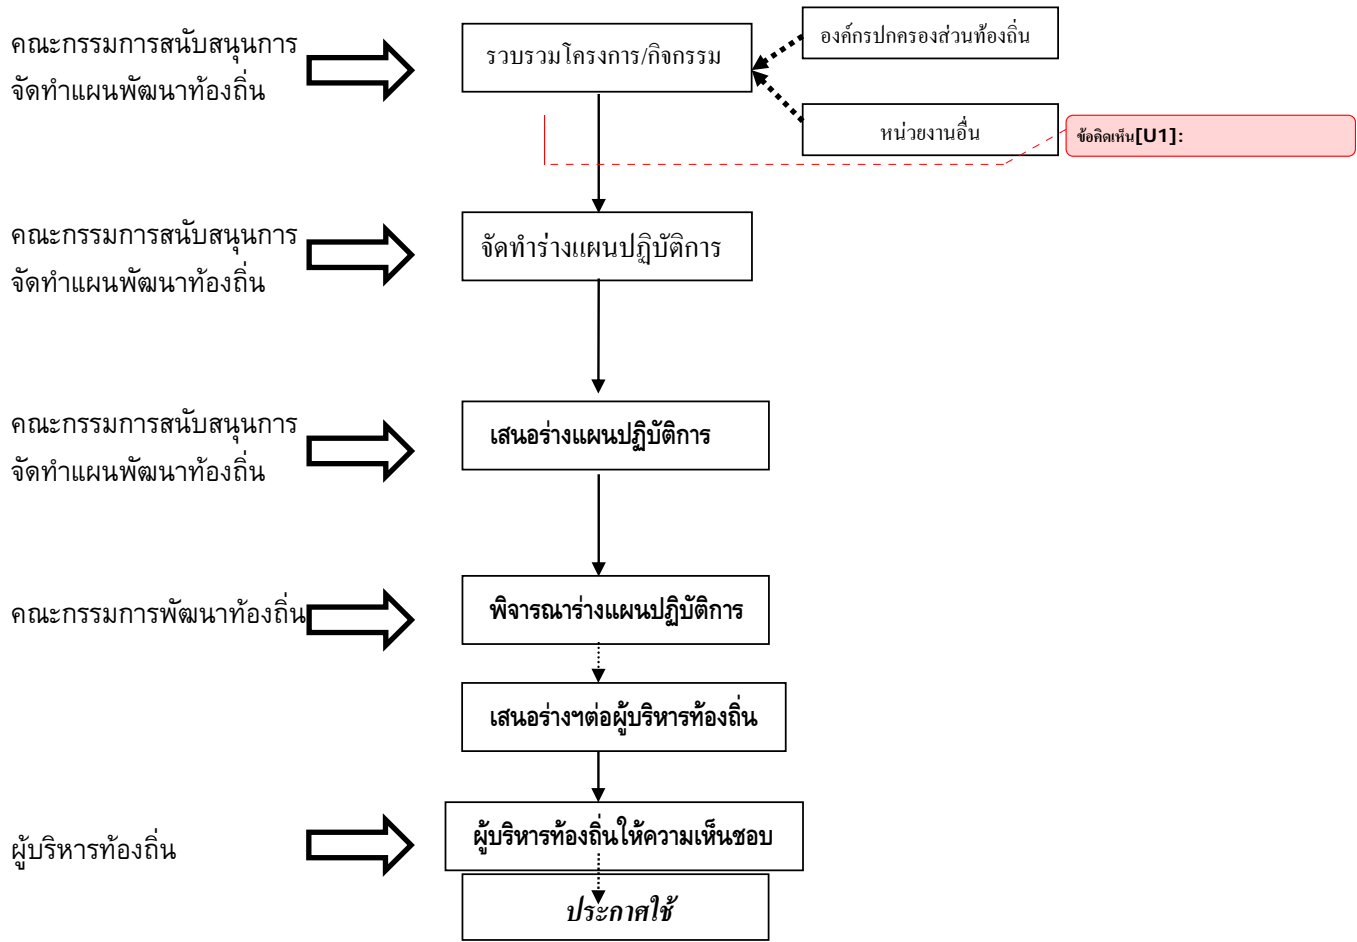 คณะกรรมการสนับสนุนการ
จัดทำแผนพัฒนาท้องถิ่น
รวบรวมโครงการ/กิจกรรม
องค์กรปกครองส่วนท้องถิ่น
หน่วยงานอื่น
ข้อคิดเห็น[U1]:
คณะกรรมการสนับสนุนการ
จัดทำแผนพัฒนาท้องถิ่น
จัดทำร่างแผนปฏิบัติการ
คณะกรรมการสนับสนุนการ
จัดทำแผนพัฒนาท้องถิ่น
เสนอร่างแผนปฏิบัติการ
คณะกรรมการพัฒนาท้องถิ่น
พิจารณาร่างแผนปฏิบัติการ
เสนอร่างฯต่อผู้บริหารท้องถิ่น
ผู้บริหารท้องถิ่น
ผู้บริหารท้องถิ่นให้ความเห็นชอบ
ประกาศใช้